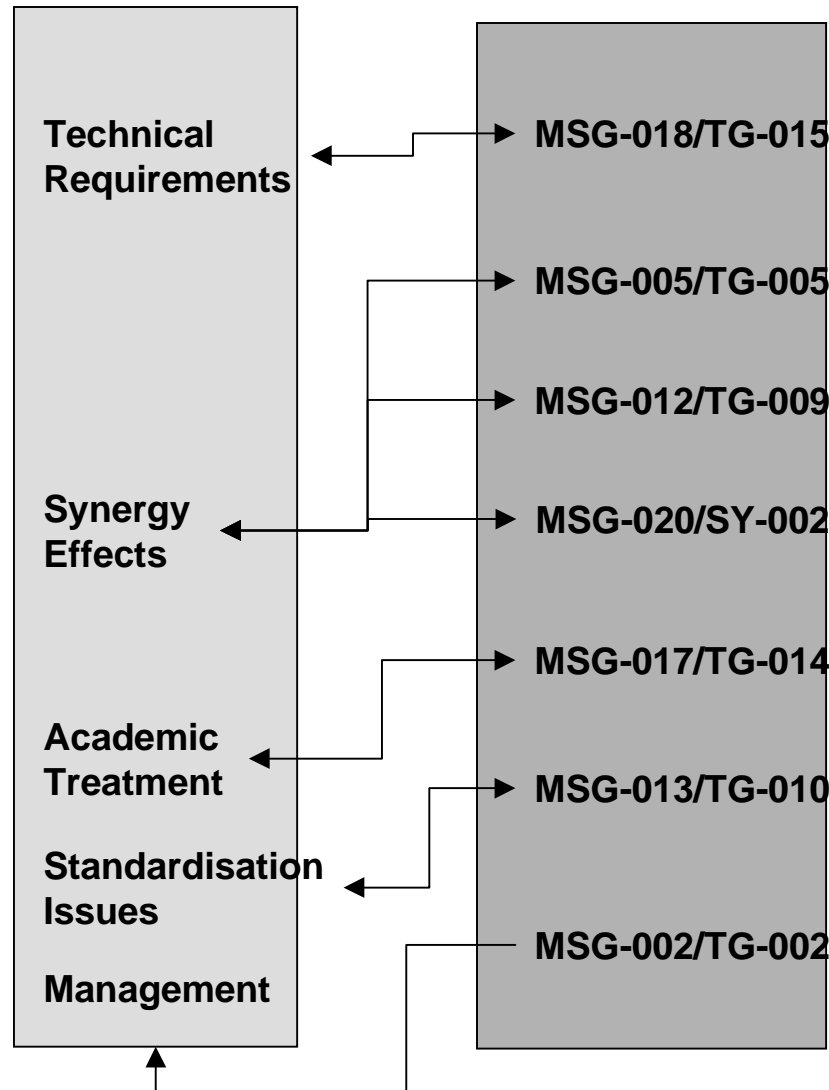 Technical
Requirements
Synergy
Effects
Academic
Treatment
Standardisation
Issues
Management
MSG-018/TG-015
MSG-005/TG-005
MSG-012/TG-009
MSG-020/SY-002
MSG-017/TG-014
MSG-013/TG-010
MSG-002/TG-002